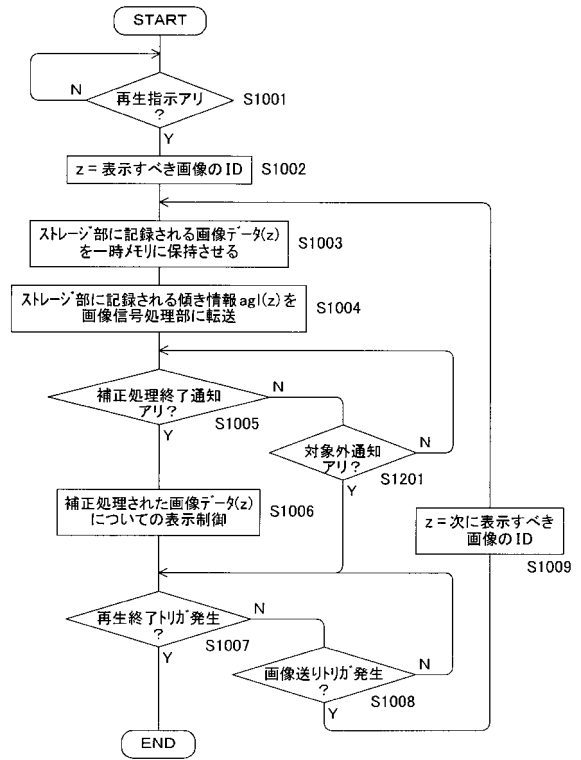 START
再生指示アリ
?
N
S1001
Y
z = 表示すべき画像のID
S1002
ストレージ部に記録される画像データ(z)
を一時メモリに保持させる
S1003
ストレージ部に記録される傾き情報agl(z)を
画像信号処理部に転送
S1004
補正処理終了通知
アリ?
N
S1005
Y
対象外通知
アリ?
N
S1201
Y
補正処理された画像データ(z)
についての表示制御
S1006
z = 次に表示すべき
画像のID
S1009
再生終了トリガ発生
?
N
S1007
Y
画像送りトリガ発生
?
N
S1008
Y
END